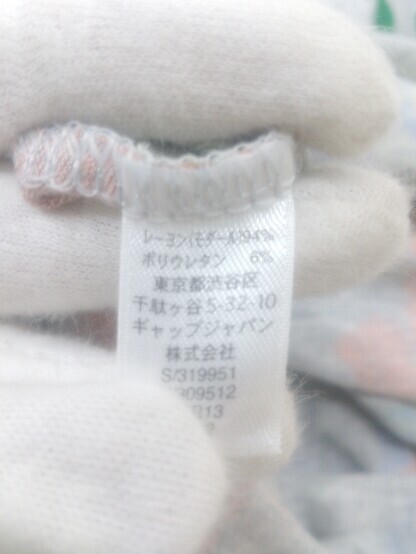 レーヨン(モダール)94%
ポリウレタン 6%
東京都渋谷区
千駄ヶ谷5-32-10
ギャップジャパン
株式会社
S/319951
309512
13